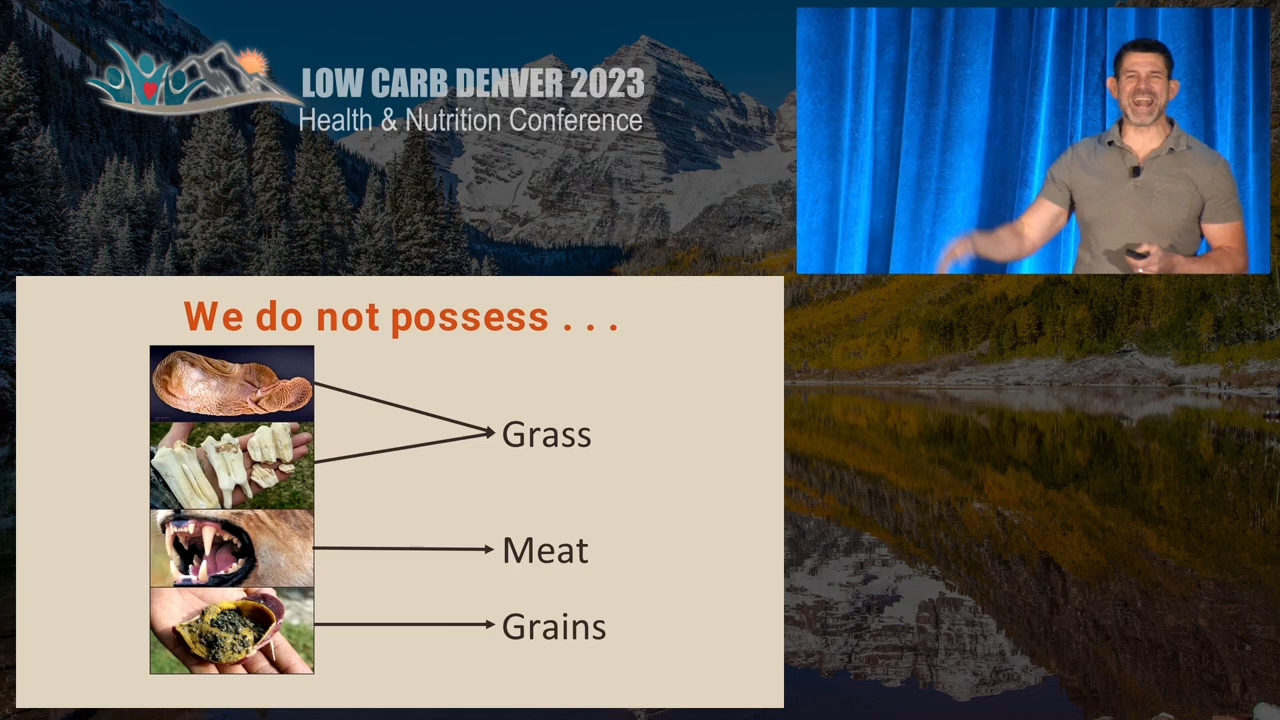 LOW CARB DENVER 2023
Health & Nutrition Conference
We do not possess . . .
Grass
Meat
Grains